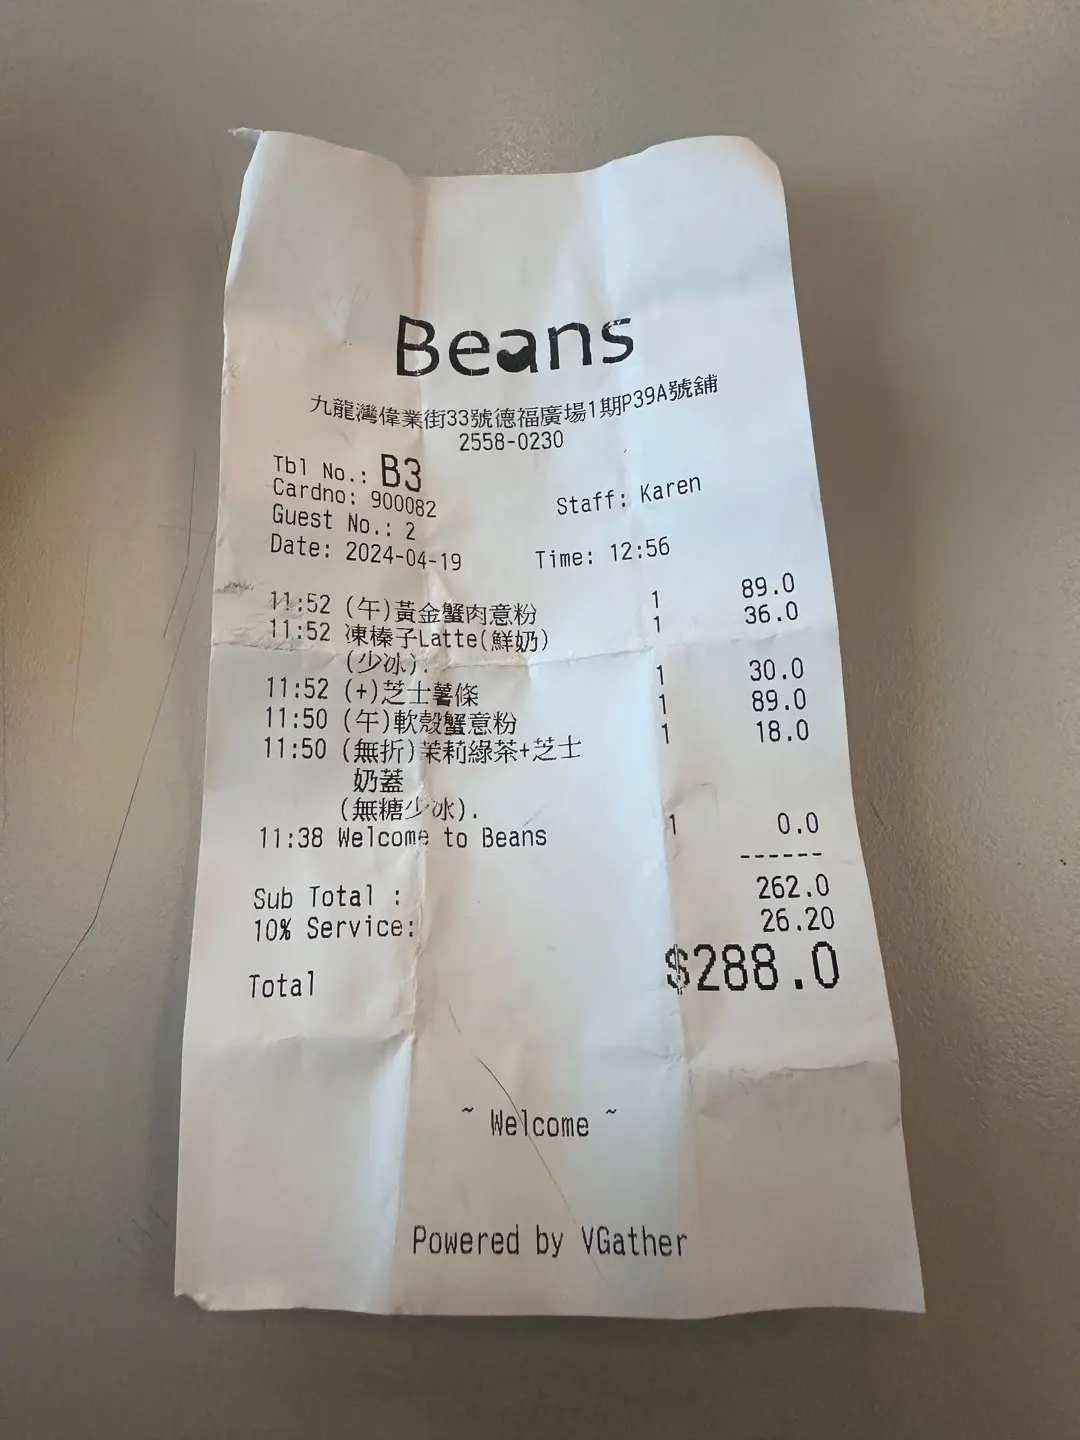 Beans
九龍灣偉業街33號德福廣場1期P39A號舖
2558-0230
Tbl No.: B3
Cardno: 900082 Staff: Karen
Guest No.: 2
Date: 2024-04-19 Time: 12:56
11:52 (午)黃金蟹肉意粉 1 89.0
11:52 凍榛子Latte(鮮奶) 1 36.0
(少冰).
11:52 (+)芝士薯條 1 30.0
11:50 (午)軟殼蟹意粉 1 89.0
11:50 (無折)茉莉綠茶+芝士 1 18.0
奶蓋
(無糖少冰).
11:38 Welcome to Beans 1 0.0
------
Sub Total : 262.0
10% Service: 26.20
Total $288.0
~ Welcome ~
Powered by VGather